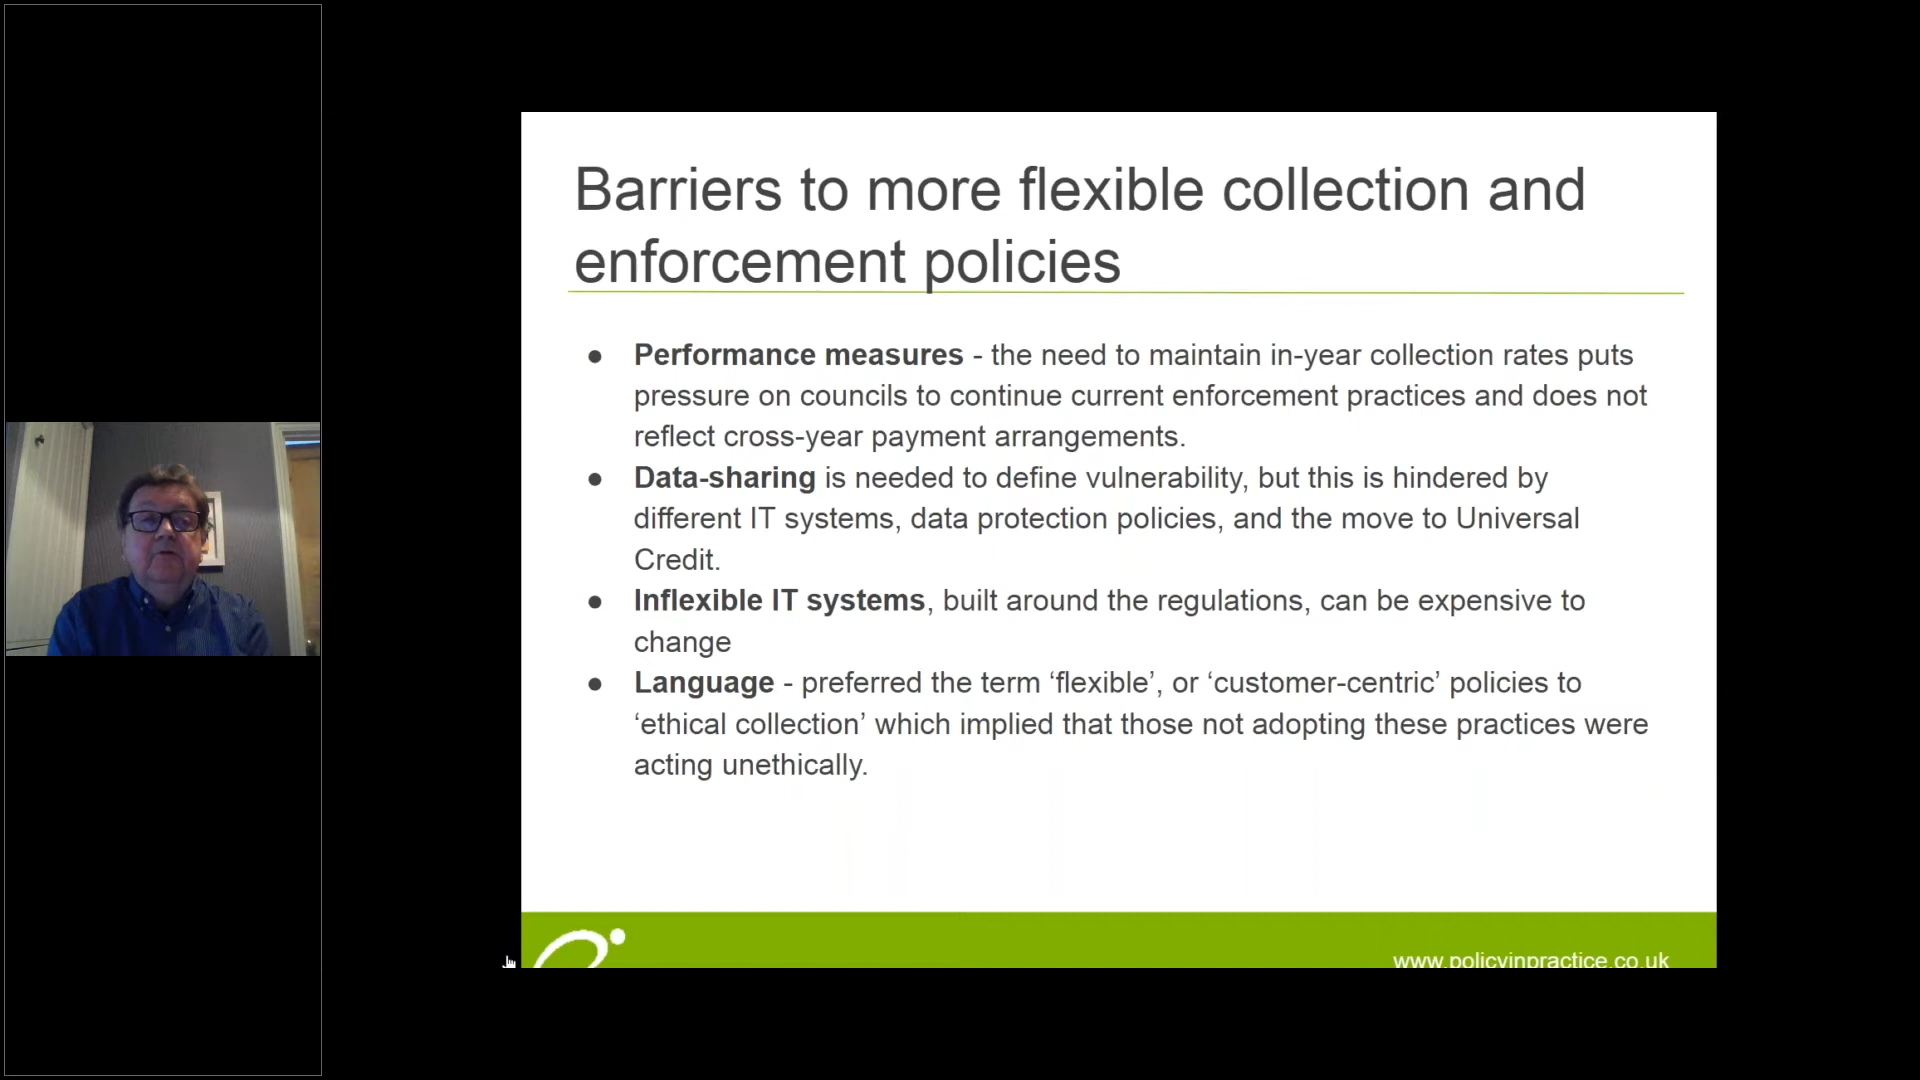 Barriers to more flexible collection and
enforcement policies
● Performance measures - the need to maintain in-year collection rates puts
pressure on councils to continue current enforcement practices and does not
reflect cross-year payment arrangements.
● Data-sharing is needed to define vulnerability, but this is hindered by
different IT systems, data protection policies, and the move to Universal
Credit.
● Inflexible IT systems, built around the regulations, can be expensive to
change
● Language - preferred the term ‘flexible’, or ‘customer-centric’ policies to
‘ethical collection’ which implied that those not adopting these practices were
acting unethically.
www.policyinpractice.co.uk